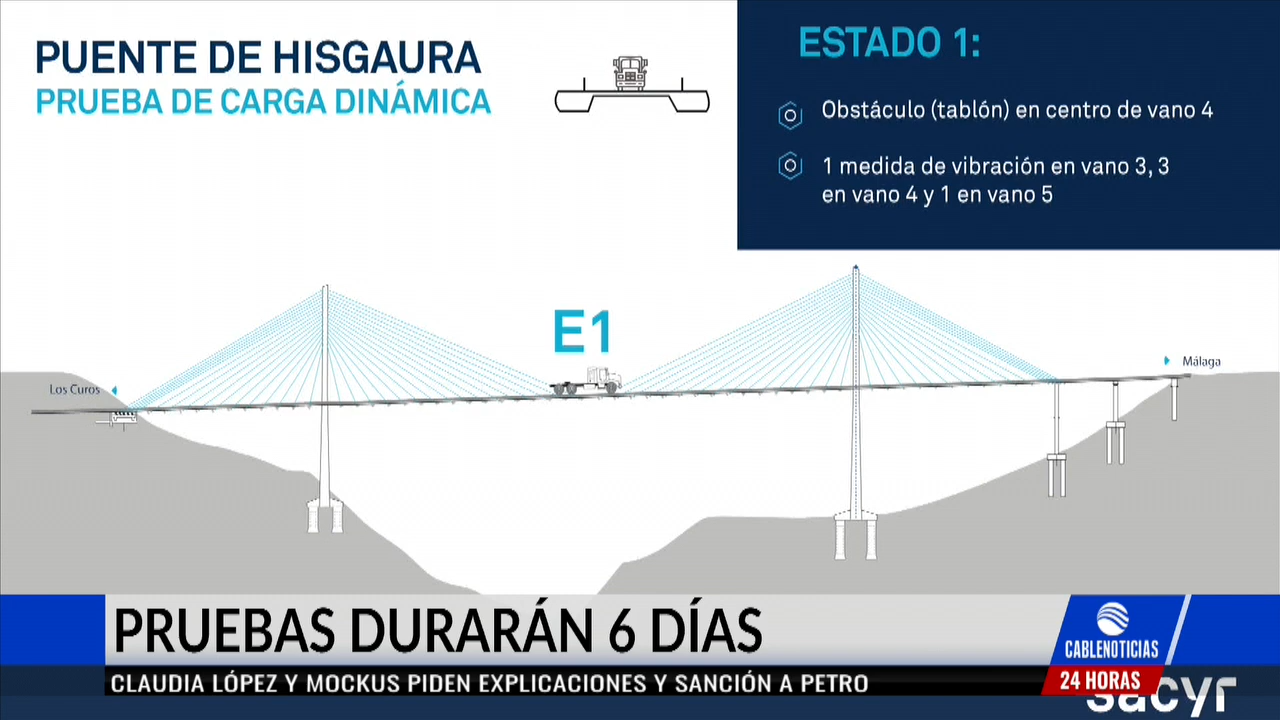 PUENTE DE HISGAURA
PRUEBA DE CARGA DINÁMICA
ESTADO 1:
Obstáculo (tablón) en centro de vano 4
1 medida de vibración en vano 3, 3
en vano 4 y 1 en vano 5
E1
Los Curos
Málaga
PRUEBAS DURARÁN 6 DÍAS
CABLENOTICIAS
24 HORAS
CLAUDIA LÓPEZ Y MOCKUS PIDEN EXPLICACIONES Y SANCIÓN A PETRO
sacyr